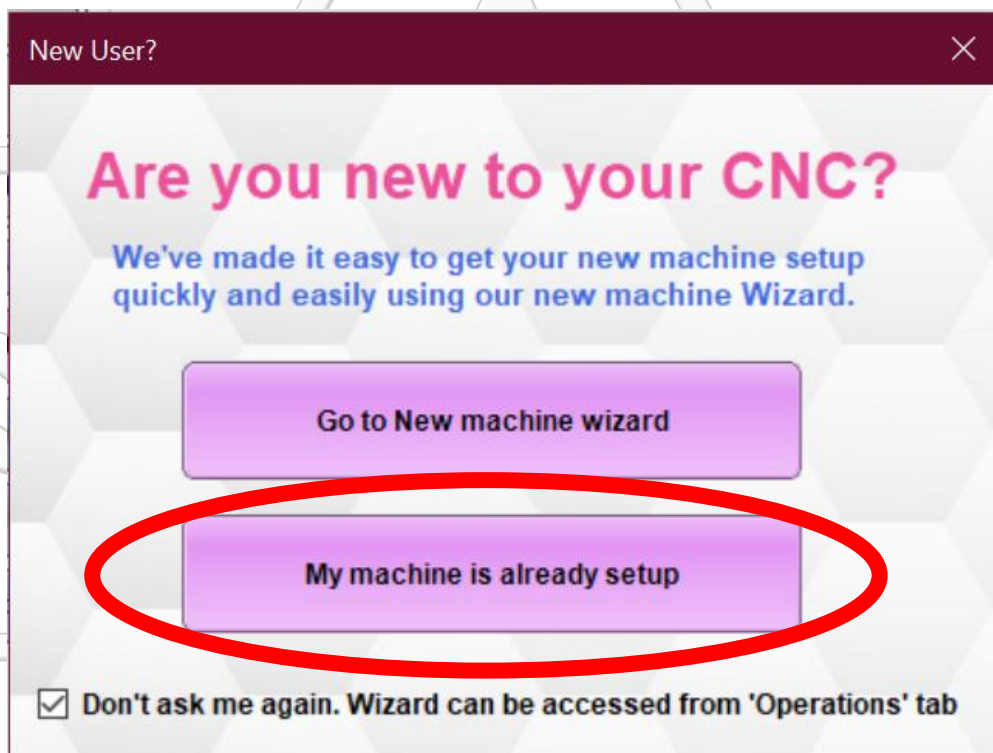 New User?
Are you new to your CNC?
We've made it easy to get your new machine setup
quickly and easily using our new machine Wizard.
Go to New machine wizard
My machine is already setup
Don't ask me again. Wizard can be accessed from 'Operations' tab